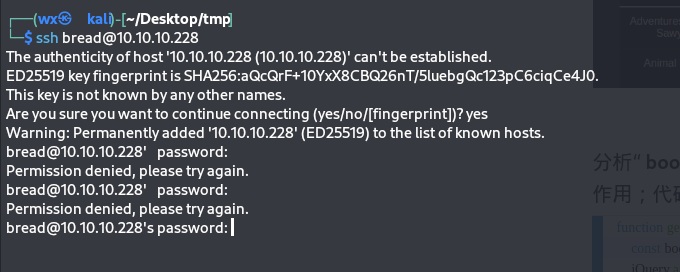 ┌──(wx㉿kali)-[~/Desktop/tmp]
└─$ ssh bread@10.10.10.228
The authenticity of host '10.10.10.228 (10.10.10.228)' can't be established.
ED25519 key fingerprint is SHA256:aQcQrF+10YxX8CBQ26nT/5luebgQc123pC6ciqCe4J0.
This key is not known by any other names.
Are you sure you want to continue connecting (yes/no/[fingerprint])? yes
Warning: Permanently added '10.10.10.228' (ED25519) to the list of known hosts.
bread@10.10.10.228' password:
Permission denied, please try again.
bread@10.10.10.228' password:
Permission denied, please try again.
bread@10.10.10.228's password:
Adventure
Sawy
Animal
分析” boo
作用；代码
function ge
const boo
jQuery